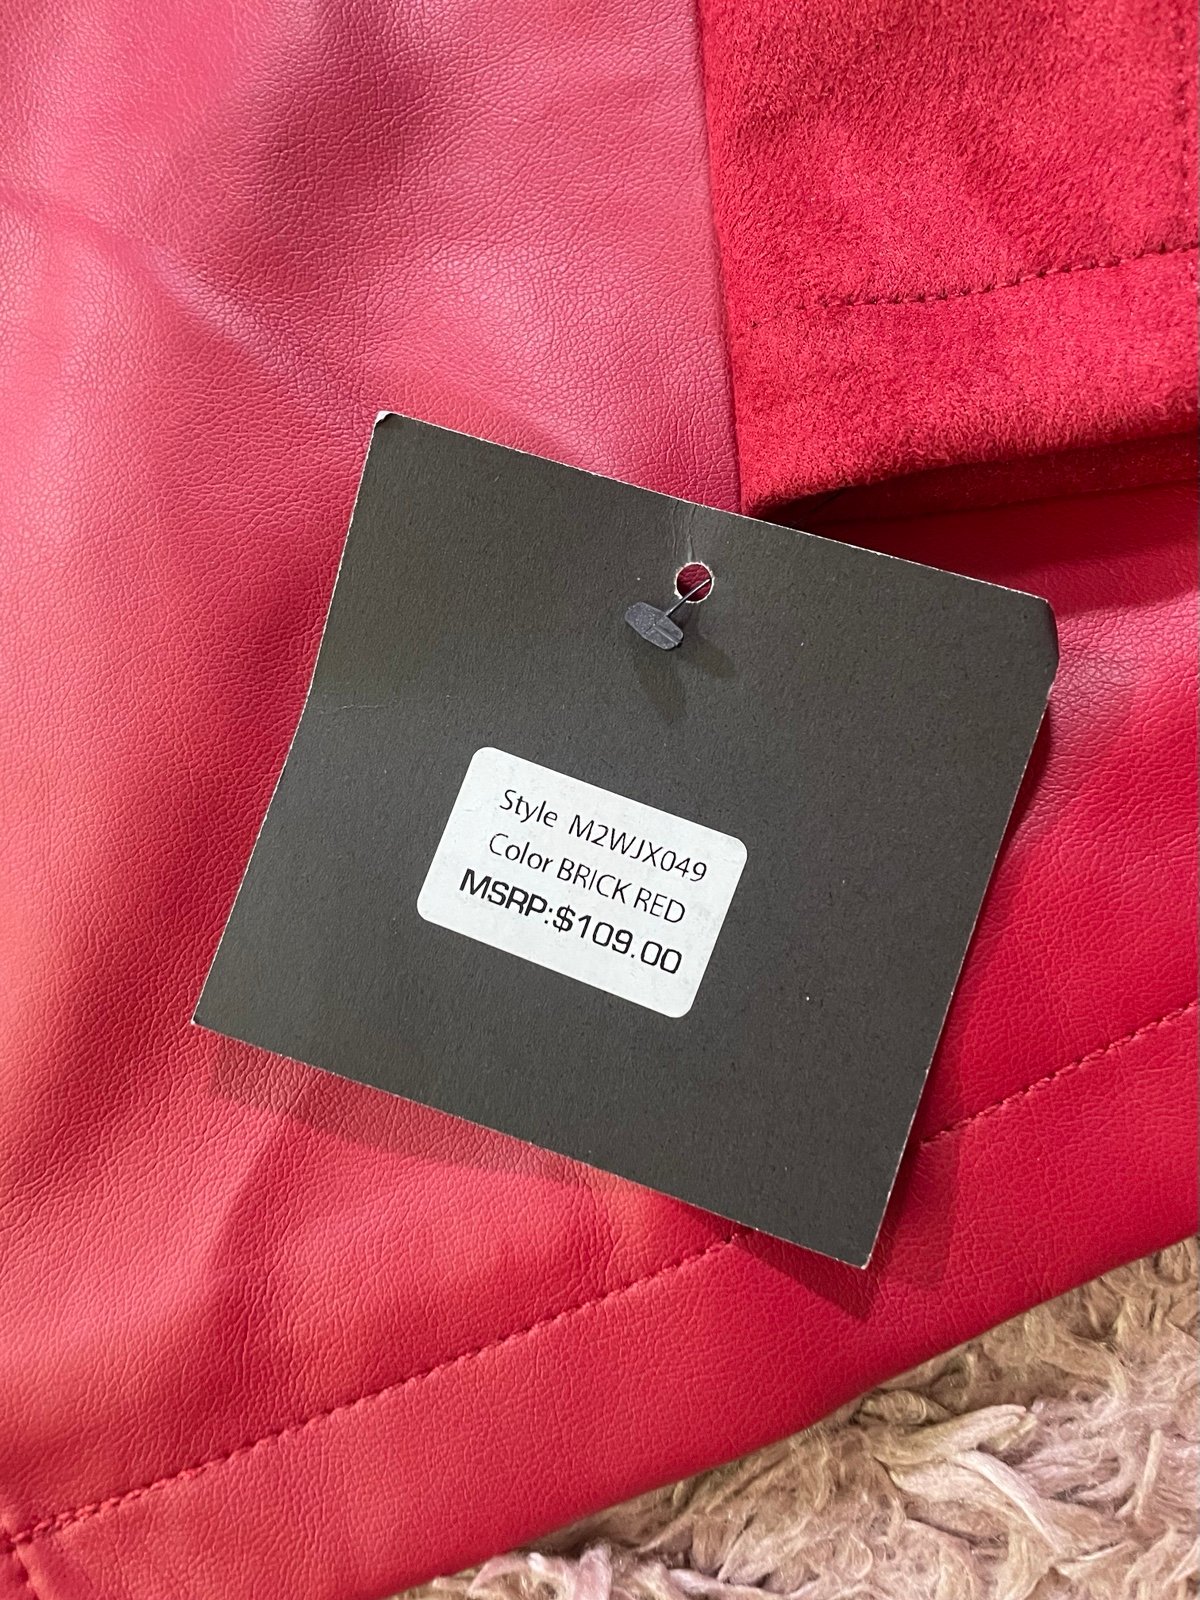 Style M2WJX049
Color BRICK RED
MSRP:$109.00